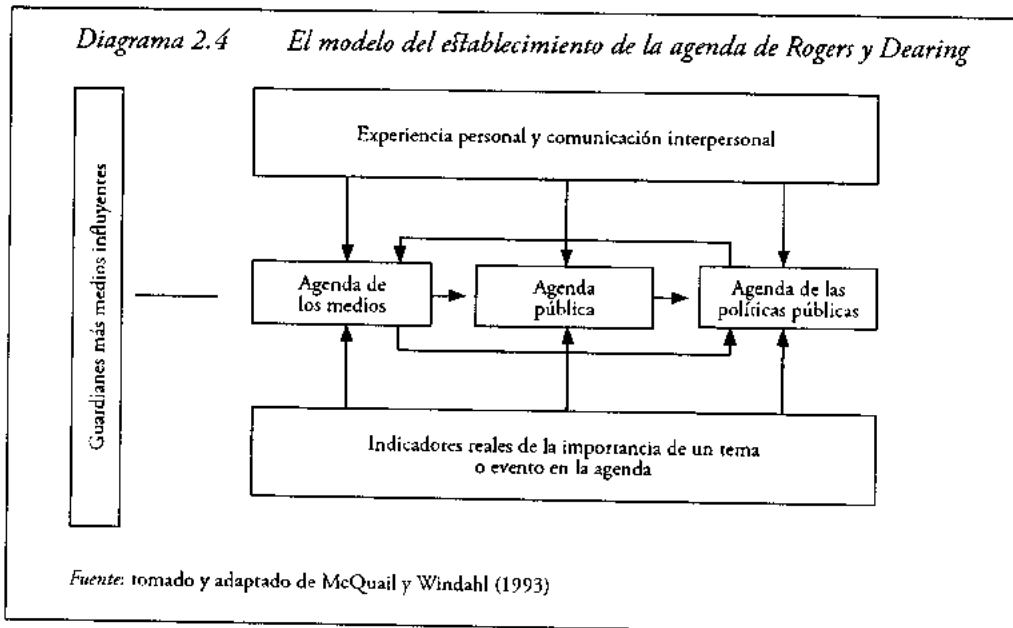 Diagrama 2.4 El modelo del establecimiento de la agenda de Rogers y Dearing
Guardianes más medios influyentes
Experiencia personal y comunicación interpersonal
Agenda de
los medios
Agenda
pública
Agenda de las
políticas públicas
Indicadores reales de la importancia de un tema
o evento en la agenda
Fuente: tomado y adaptado de McQuail y Windahl (1993)